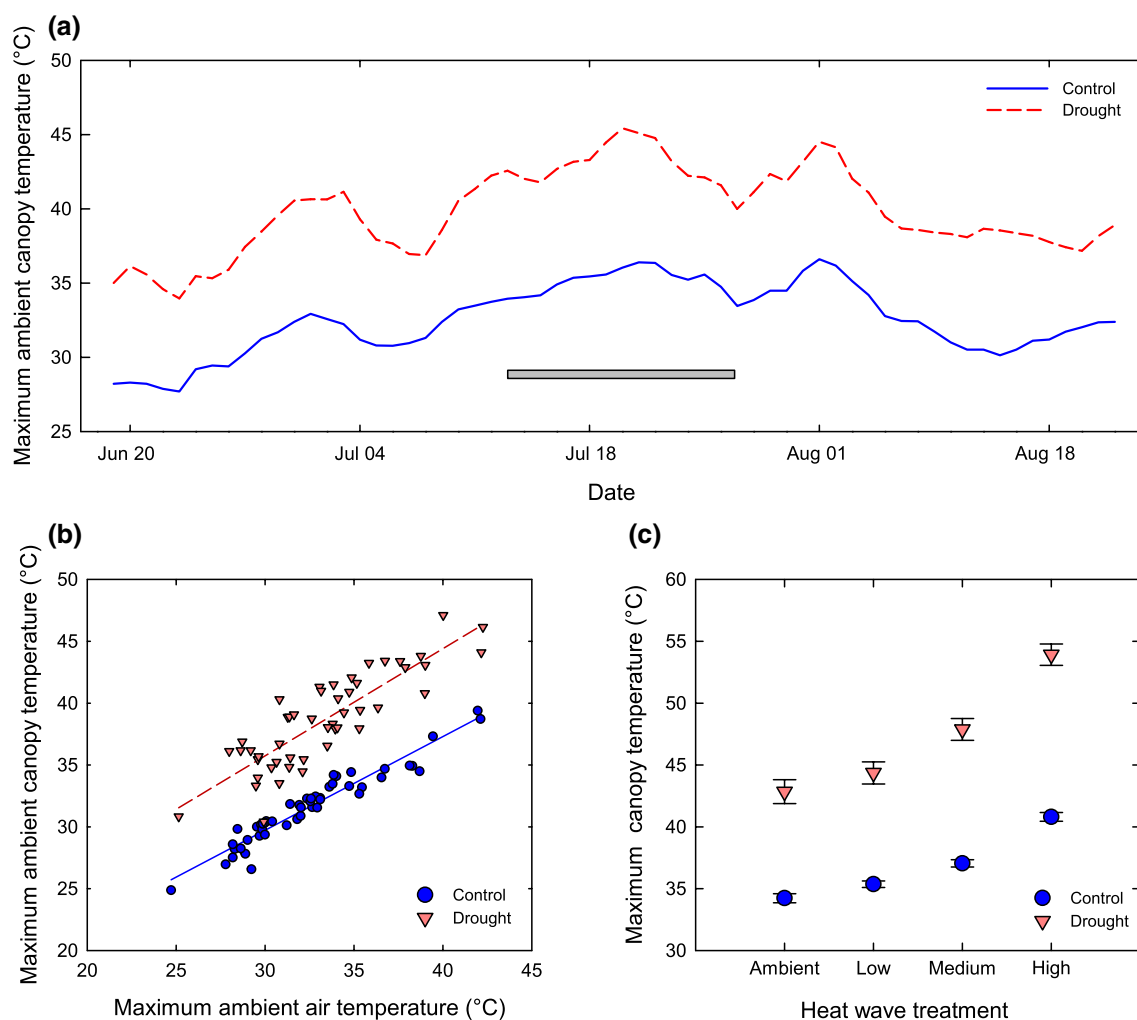 (a)
Maximum ambient canopy temperature (°C)
50
45
40
35
30
25
Control
Drought
Jun 20
Jul 04
Jul 18
Aug 01
Aug 18
Date
(b)
Maximum ambient canopy temperature (°C)
50
45
40
35
30
25
20
Control
Drought
20
25
30
35
40
45
Maximum ambient air temperature (°C)
(c)
Maximum canopy temperature (°C)
60
55
50
45
40
35
30
Control
Drought
Ambient
Low
Medium
High
Heat wave treatment